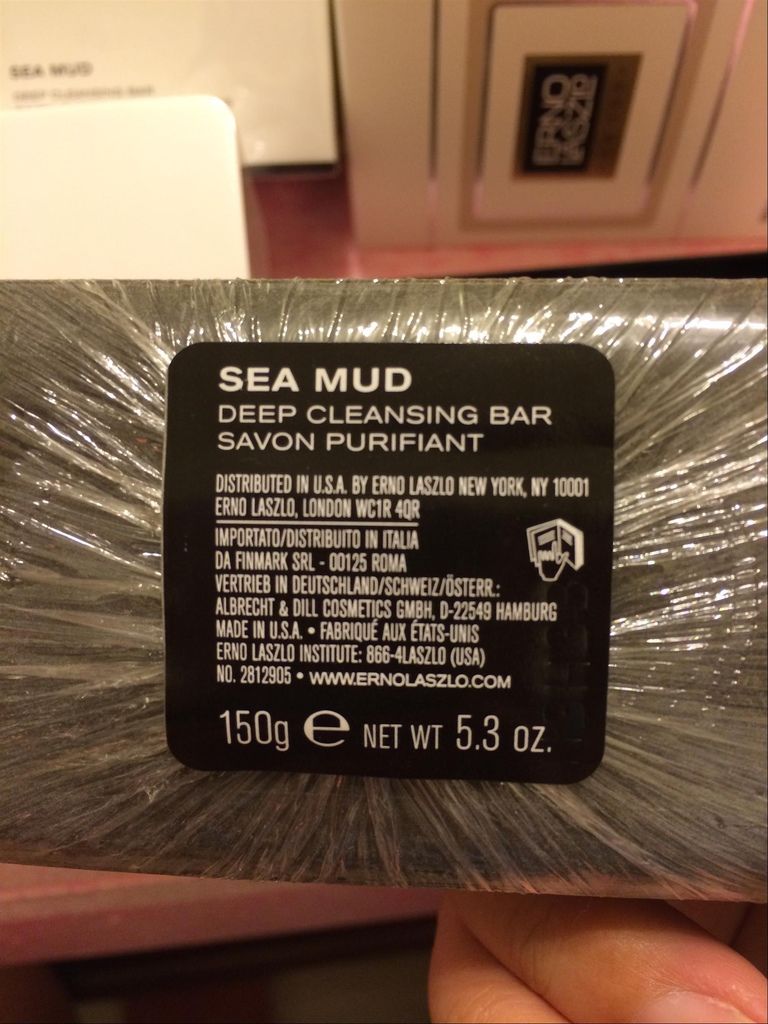 SEA MUD
DEEP CLEANSING BAR
ERNO
LASZLO
SEA MUD
DEEP CLEANSING BAR
SAVON PURIFIANT
DISTRIBUTED IN U.S.A. BY ERNO LASZLO NEW YORK, NY 10001
ERNO LASZLO, LONDON WC1R 4QR
IMPORTATO/DISTRIBUITO IN ITALIA
DA FINMARK SRL - 00125 ROMA
VERTRIEB IN DEUTSCHLAND/SCHWEIZ/ÖSTERR.:
ALBRECHT & DILL COSMETICS GMBH, D-22549 HAMBURG
MADE IN U.S.A. • FABRIQUÉ AUX ÉTATS-UNIS
ERNO LASZLO INSTITUTE: 866-4LASZLO (USA)
NO. 2812905 • WWW.ERNOLASZLO.COM
150g e NET WT 5.3 oz.